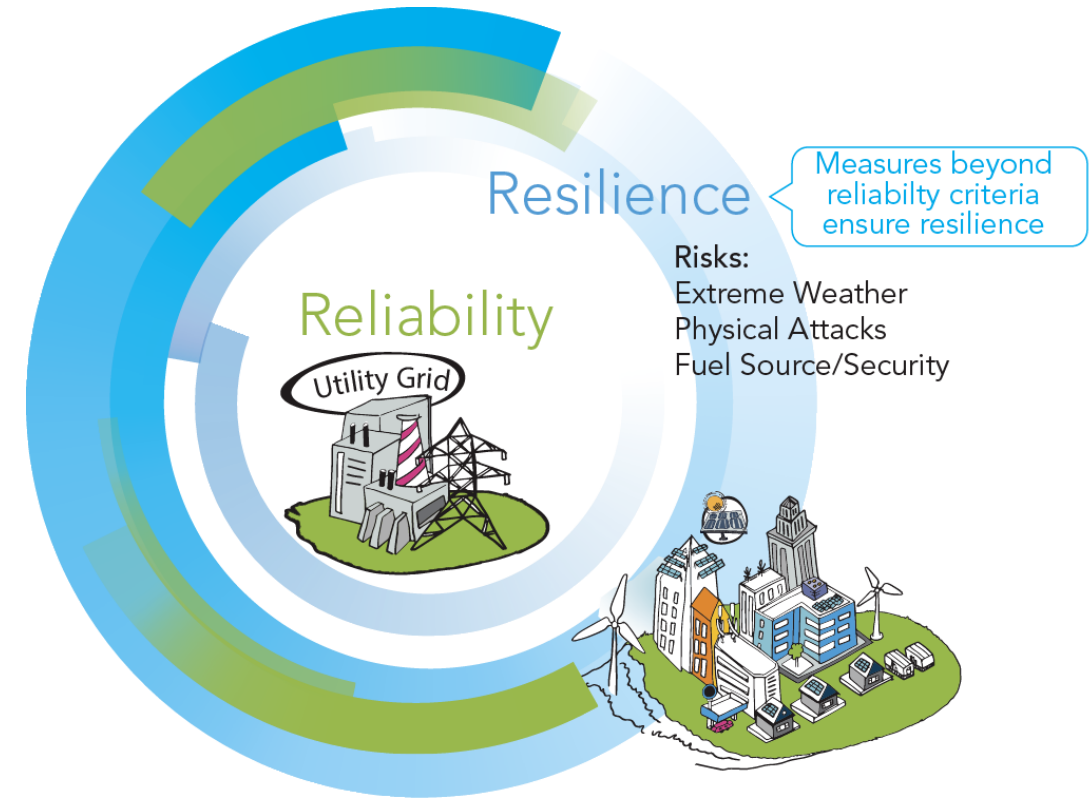 Resilience
Measures beyond
reliabilty criteria
ensure resilience
Risks:
Extreme Weather
Physical Attacks
Fuel Source/Security
Reliability
Utility Grid